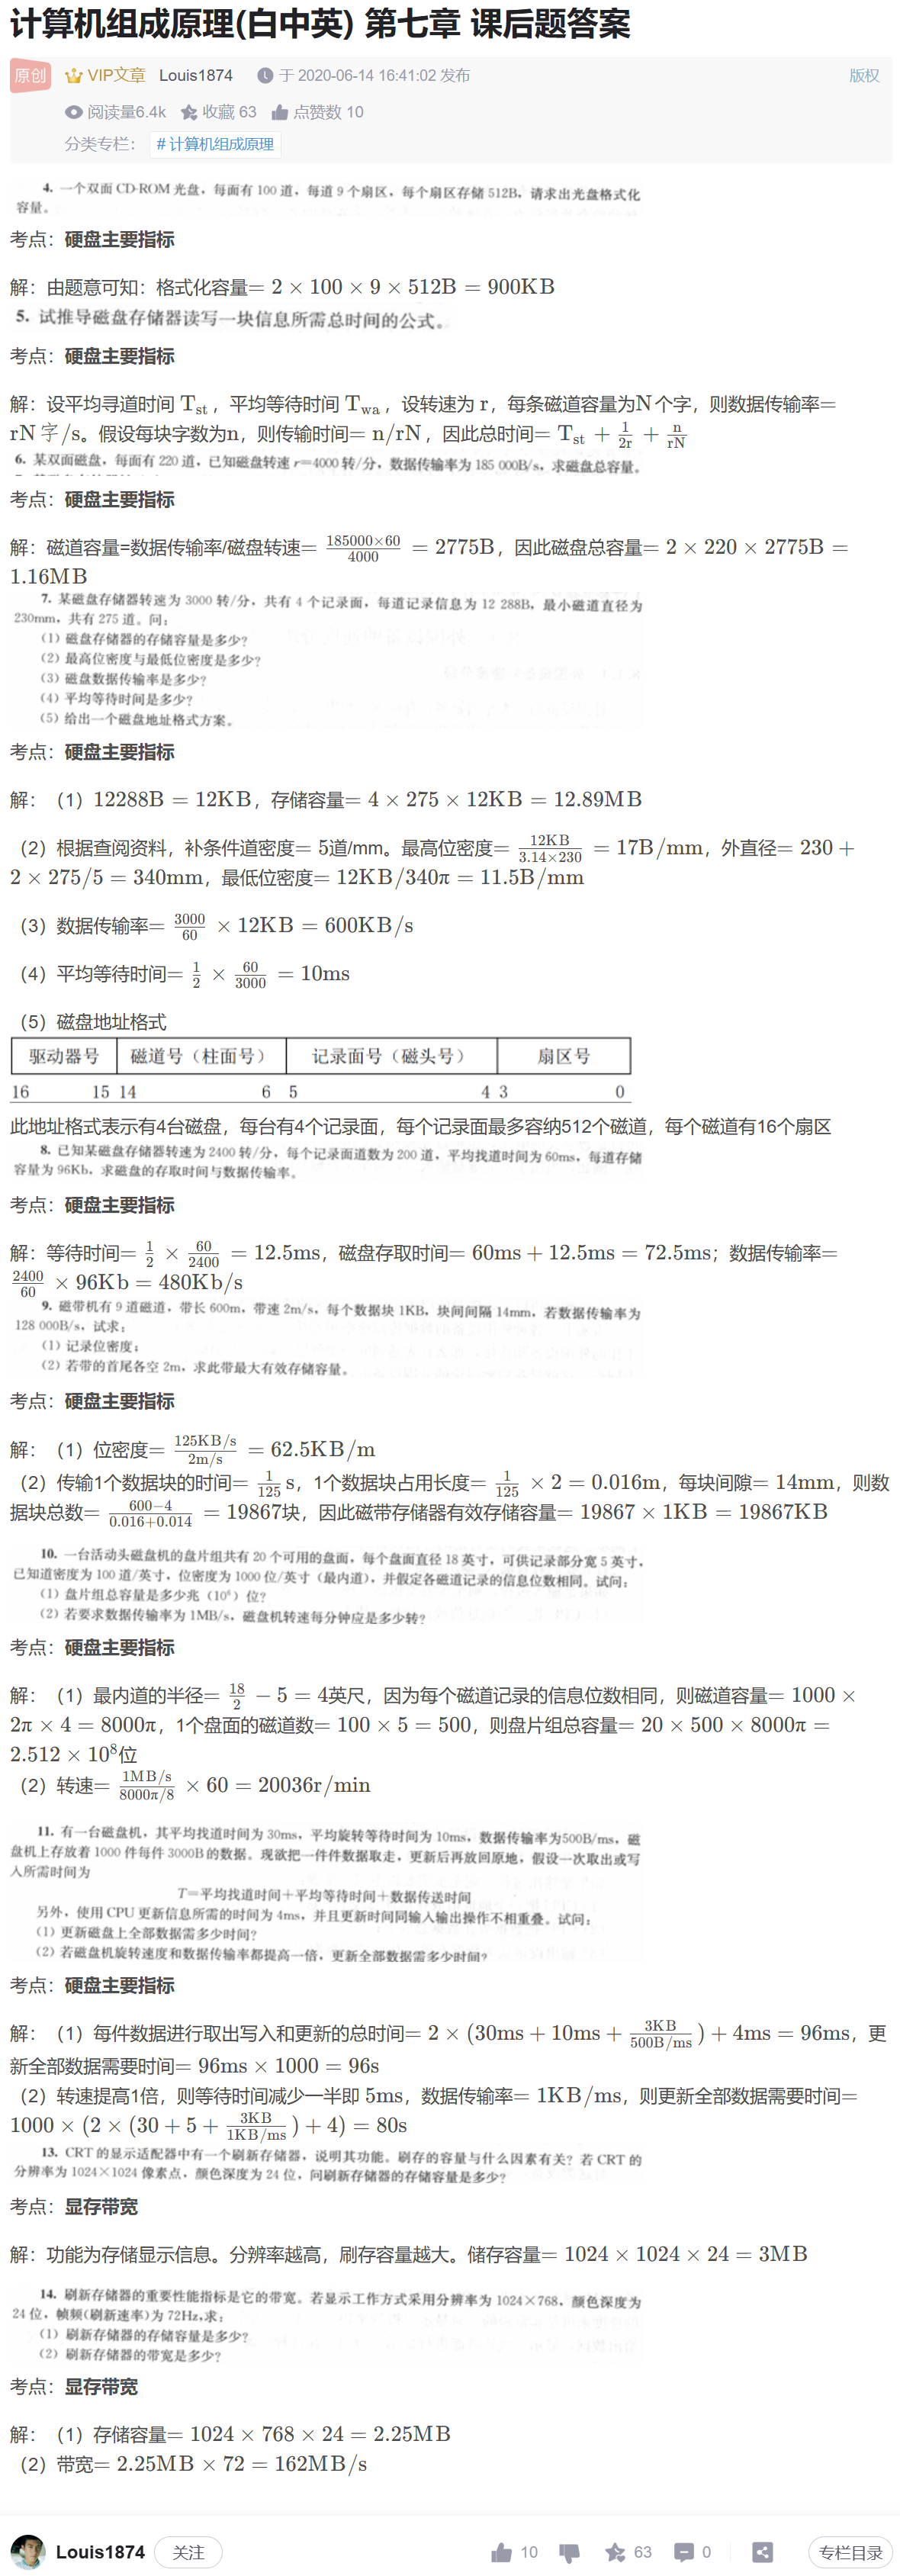 计算机组成原理(白中英) 第七章 课后题答案
原创 VIP文章 Louis1874 于 2020-06-14 16:41:02 发布 版权
阅读量6.4k 收藏 63 点赞数 10
分类专栏： # 计算机组成原理
4. 一个双面 CD-ROM 光盘，每面有 100 道，每道 9 个扇区，每个扇区存储 512B，请求出光盘格式化
容量。
考点：硬盘主要指标
解：由题意可知：格式化容量= 2 × 100 × 9 × 512B = 900KB
5. 试推导磁盘存储器读写一块信息所需总时间的公式。
考点：硬盘主要指标
解：设平均寻道时间 T_st，平均等待时间 T_wa，设转速为 r，每条磁道容量为N个字，则数据传输率=
rN 字/s。假设每块字数为n，则传输时间= n/rN，因此总时间= T_st + 1/2r + n/rN
6. 某双面磁盘，每面有 220 道，已知磁盘转速 r=4000 转/分，数据传输率为 185 000B/s，求磁盘总容量。
考点：硬盘主要指标
解：磁道容量=数据传输率/磁盘转速= 185000×60/4000 = 2775B，因此磁盘总容量= 2 × 220 × 2775B =
1.16MB
7. 某磁盘存储器转速为 3000 转/分，共有 4 个记录面，每道记录信息为 12 288B，最小磁道直径为
230mm，共有 275 道。问：
(1) 磁盘存储器的存储容量是多少?
(2) 最高位密度与最低位密度是多少?
(3) 磁盘数据传输率是多少?
(4) 平均等待时间是多少?
(5) 给出一个磁盘地址格式方案。
考点：硬盘主要指标
解：（1）12288B = 12KB，存储容量= 4 × 275 × 12KB = 12.89MB
（2）根据查阅资料，补条件道密度= 5道/mm。最高位密度= 12KB/3.14×230 = 17B/mm，外直径= 230 +
2 × 275/5 = 340mm，最低位密度= 12KB/340π = 11.5B/mm
（3）数据传输率= 3000/60 × 12KB = 600KB/s
（4）平均等待时间= 1/2 × 60/3000 = 10ms
（5）磁盘地址格式
驱动器号 磁道号（柱面号） 记录面号（磁头号） 扇区号
16 15 14 6 5 4 3 0
此地址格式表示有4台磁盘，每台有4个记录面，每个记录面最多容纳512个磁道，每个磁道有16个扇区
8. 已知某磁盘存储器转速为 2400 转/分，每个记录面道数为 200 道，平均找道时间为 60ms，每道存储
容量为 96Kb，求磁盘的存取时间与数据传输率。
考点：硬盘主要指标
解：等待时间= 1/2 × 60/2400 = 12.5ms，磁盘存取时间= 60ms + 12.5ms = 72.5ms；数据传输率=
2400/60 × 96Kb = 480Kb/s
9. 磁带机有 9 道磁道，带长 600m，带速 2m/s，每个数据块 1KB，块间间隔 14mm，若数据传输率为
128 000B/s，试求：
(1) 记录位密度；
(2) 若带的首尾各空 2m，求此带最大有效存储容量。
考点：硬盘主要指标
解：（1）位密度= 125KB/s/2m/s = 62.5KB/m
（2）传输1个数据块的时间= 1/125 s，1个数据块占用长度= 1/125 × 2 = 0.016m，每块间隙= 14mm，则数
据块总数= 600−4/0.016+0.014 = 19867块，因此磁带存储器有效存储容量= 19867 × 1KB = 19867KB
10. 一台活动头磁盘机的盘片组共有 20 个可用的盘面，每个盘面直径 18 英寸，可供记录部分宽 5 英寸，
已知道密度为 100 道/英寸，位密度为 1000 位/英寸（最内道)，并假定各磁道记录的信息位数相同。试问：
(1) 盘片组总容量是多少兆（10⁶）位?
(2) 若要求数据传输率为 1MB/s，磁盘机转速每分钟应是多少转?
考点：硬盘主要指标
解：（1）最内道的半径= 18/2 − 5 = 4英尺，因为每个磁道记录的信息位数相同，则磁道容量= 1000 ×
2π × 4 = 8000π，1个盘面的磁道数= 100 × 5 = 500，则盘片组总容量= 20 × 500 × 8000π =
2.512 × 10⁸位
（2）转速= 1MB/s/8000π/8 × 60 = 20036r/min
11. 有一台磁盘机，其平均找道时间为 30ms，平均旋转等待时间为 10ms，数据传输率为500B/ms，磁
盘机上存放着 1000 件每件 3000B 的数据。现欲把一件件数据取走，更新后再放回原地，假设一次取出或写
入所需时间为
T=平均找道时间+平均等待时间+数据传送时间
另外，使用 CPU 更新信息所需的时间为 4ms，并且更新时间同输入输出操作不相重叠。试问：
(1) 更新磁盘上全部数据需多少时间?
(2) 若磁盘机旋转速度和数据传输率都提高一倍，更新全部数据需多少时间?
考点：硬盘主要指标
解：（1）每件数据进行取出写入和更新的总时间= 2 × (30ms + 10ms + 3KB/500B/ms) + 4ms = 96ms，更
新全部数据需要时间= 96ms × 1000 = 96s
（2）转速提高1倍，则等待时间减少一半即 5ms，数据传输率= 1KB/ms，则更新全部数据需要时间=
1000 × (2 × (30 + 5 + 3KB/1KB/ms) + 4) = 80s
13. CRT 的显示适配器中有一个刷新存储器，说明其功能。刷存的容量与什么因素有关? 若 CRT 的
分辨率为 1024×1024 像素点，颜色深度为 24 位，问刷新存储器的存储容量是多少?
考点：显存带宽
解：功能为存储显示信息。分辨率越高，刷存容量越大。储存容量= 1024 × 1024 × 24 = 3MB
14. 刷新存储器的重要性能指标是它的带宽。若显示工作方式采用分辨率为 1024×768，颜色深度为
24 位，帧频(刷新速率)为 72Hz,求：
(1) 刷新存储器的存储容量是多少?
(2) 刷新存储器的带宽是多少?
考点：显存带宽
解：（1）存储容量= 1024 × 768 × 24 = 2.25MB
（2）带宽= 2.25MB × 72 = 162MB/s
Louis1874 关注 10 63 0 专栏目录